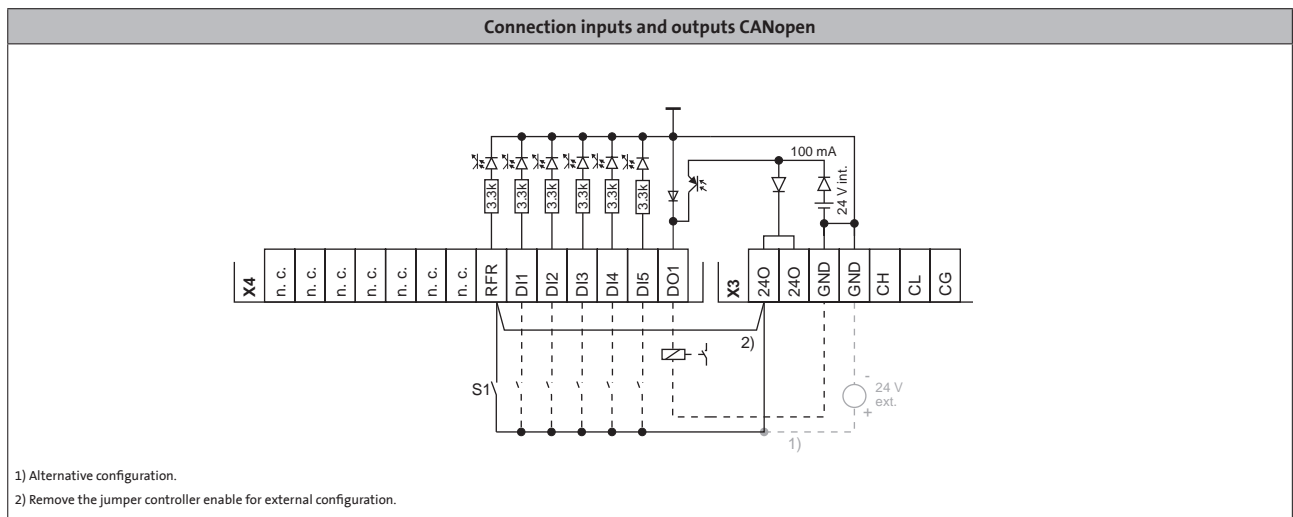 Connection inputs and outputs CANopen
100 mA
24 V int.
3.3k 3.3k 3.3k 3.3k 3.3k 3.3k
X4 n. c. n. c. n. c. n. c. n. c. n. c. n. c. RFR DI1 DI2 DI3 DI4 DI5 DO1 X3 24O 24O GND GND CH CL CG
2)
S1
-
24 V
ext.
+
1)
1) Alternative configuration.
2) Remove the jumper controller enable for external configuration.